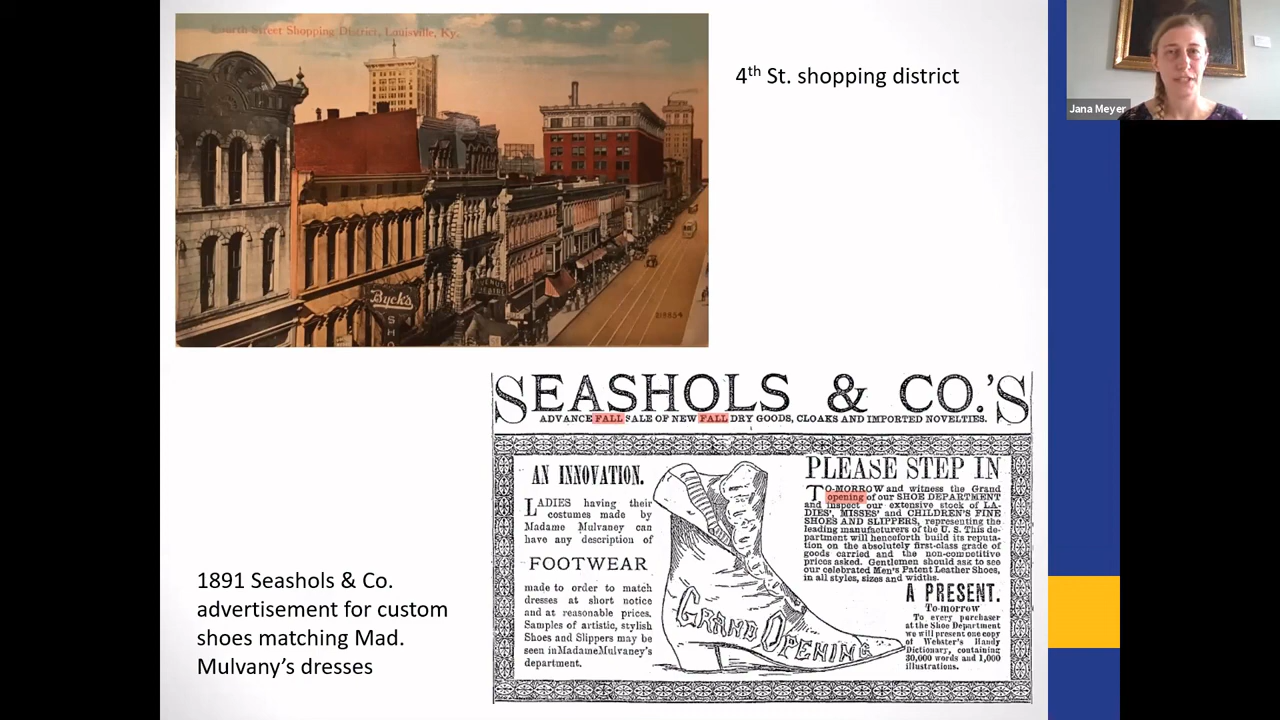 Fourth Street Shopping District, Louisville, Ky.
4th St. shopping district
Jana Meyer
Byck's
SHO
218854
SEASHOLS & CO.'S
ADVANCE FALL SALE OF NEW FALL DRY GOODS, CLOAKS AND IMPORTED NOVELTIES.
AN INNOVATION.
LADIES having their
costumes made by
Madame Mulvaney can
have any description of
FOOTWEAR
made to order to match
dresses at short notice
and at reasonable prices.
Samples of artistic, stylish
Shoes and Slippers may be
seen in Madame Mulvaney's
department.
GRAND OPENING
PLEASE STEP IN
TO-MORROW and witness the Grand
opening of our SHOE DEPARTMENT
and inspect our extensive stock of LA-
DIES', MISSES' and CHILDREN'S FINE
SHOES AND SLIPPERS, representing the
leading manufacturers of the U. S. This de-
partment will henceforth build its reputa-
tion on the absolutely first-class grade of
goods carried and the non-competitive
prices asked. Gentlemen should ask to see
our celebrated Men's Patent Leather Shoes,
in all styles, sizes and widths.
A PRESENT.
To-morrow
To every purchaser
at the Shoe Department
we will present one copy
of Webster's Handy
Dictionary, containing
30,000 words and 1,000
illustrations.
1891 Seashols & Co.
advertisement for custom
shoes matching Mad.
Mulvany's dresses